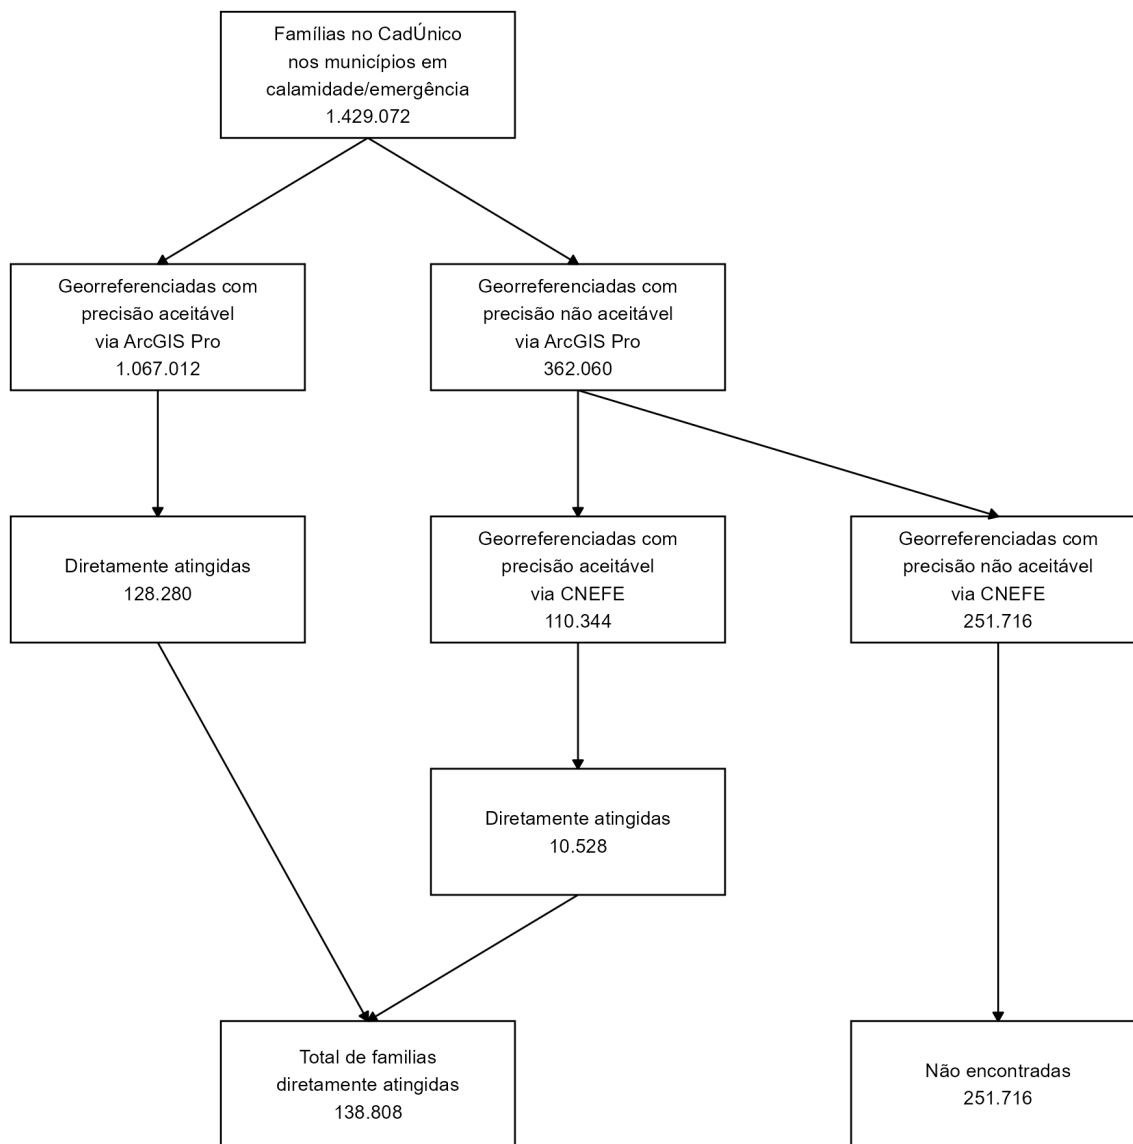 Famílias no CadÚnico
nos municípios em
calamidade/emergência
1.429.072
Georreferenciadas com
precisão aceitável
via ArcGIS Pro
1.067.012
Georreferenciadas com
precisão não aceitável
via ArcGIS Pro
362.060
Diretamente atingidas
128.280
Georreferenciadas com
precisão aceitável
via CNEFE
110.344
Georreferenciadas com
precisão não aceitável
via CNEFE
251.716
Diretamente atingidas
10.528
Total de familias
diretamente atingidas
138.808
Não encontradas
251.716